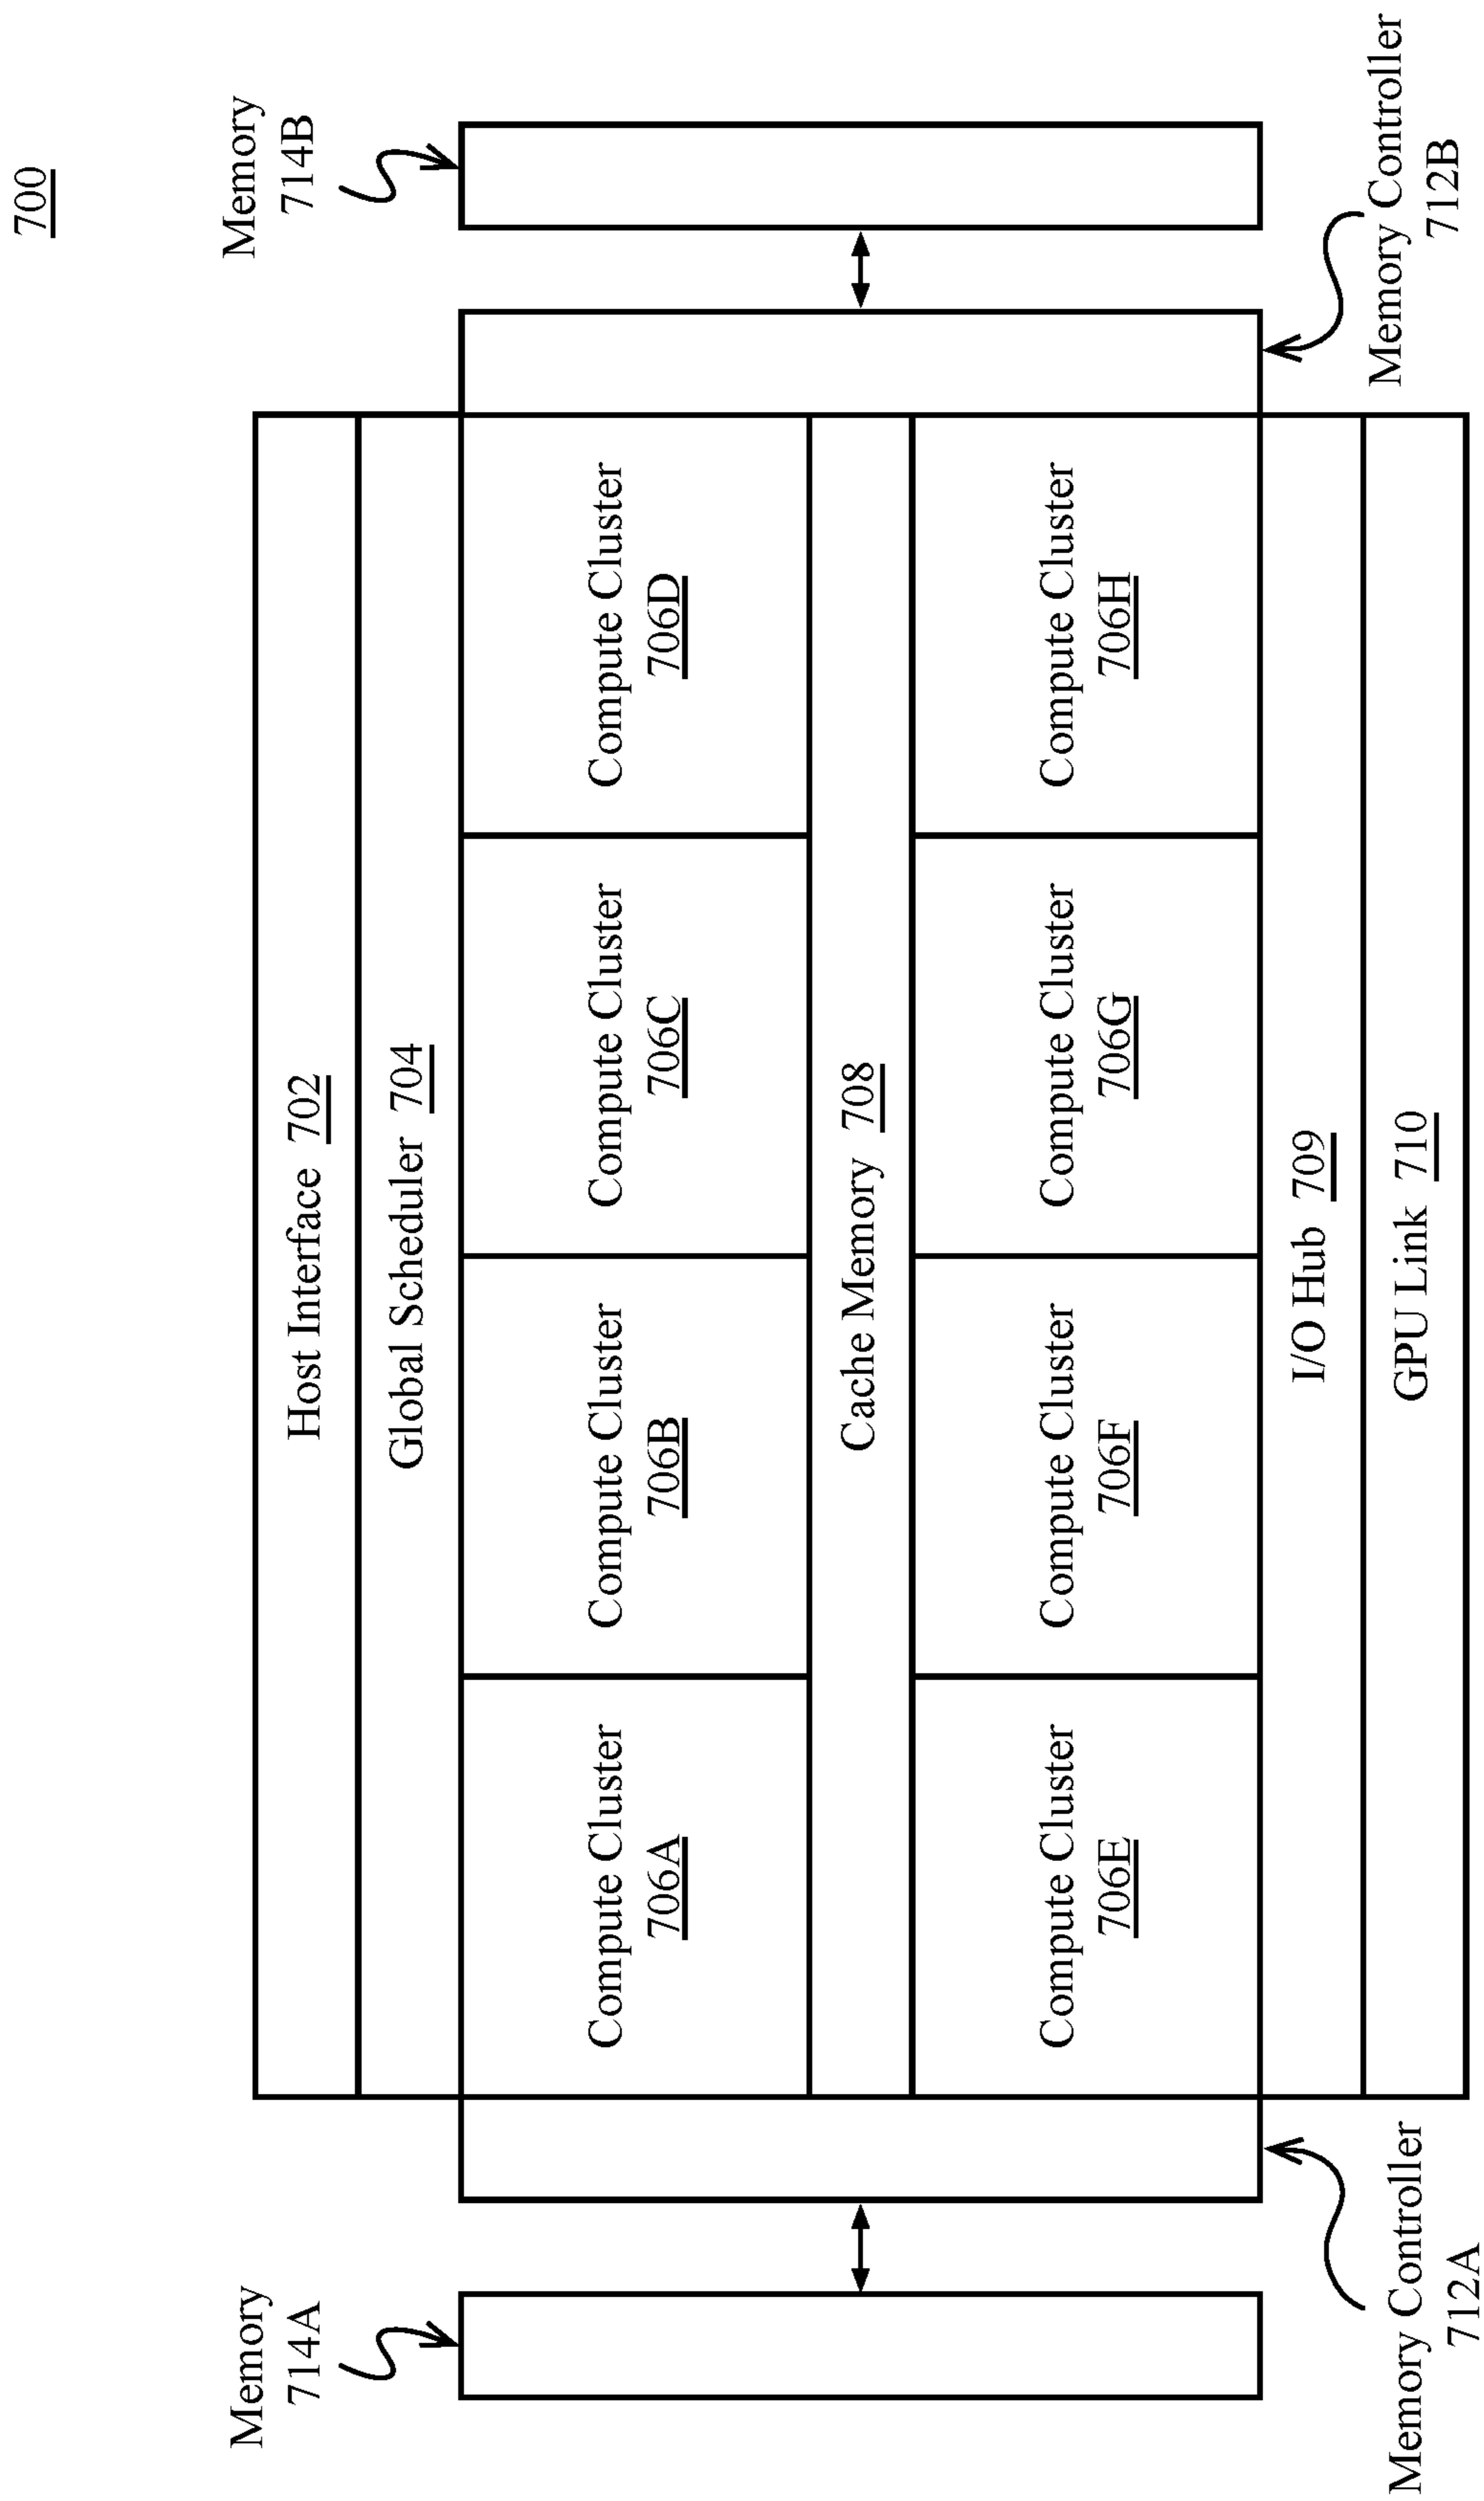 700
Memory
714A
Memory
714B
Host Interface 702
Global Scheduler 704
Compute Cluster
706A
Compute Cluster
706B
Compute Cluster
706C
Compute Cluster
706D
Cache Memory 708
Compute Cluster
706E
Compute Cluster
706F
Compute Cluster
706G
Compute Cluster
706H
I/O Hub 709
GPU Link 710
Memory Controller
712A
Memory Controller
712B